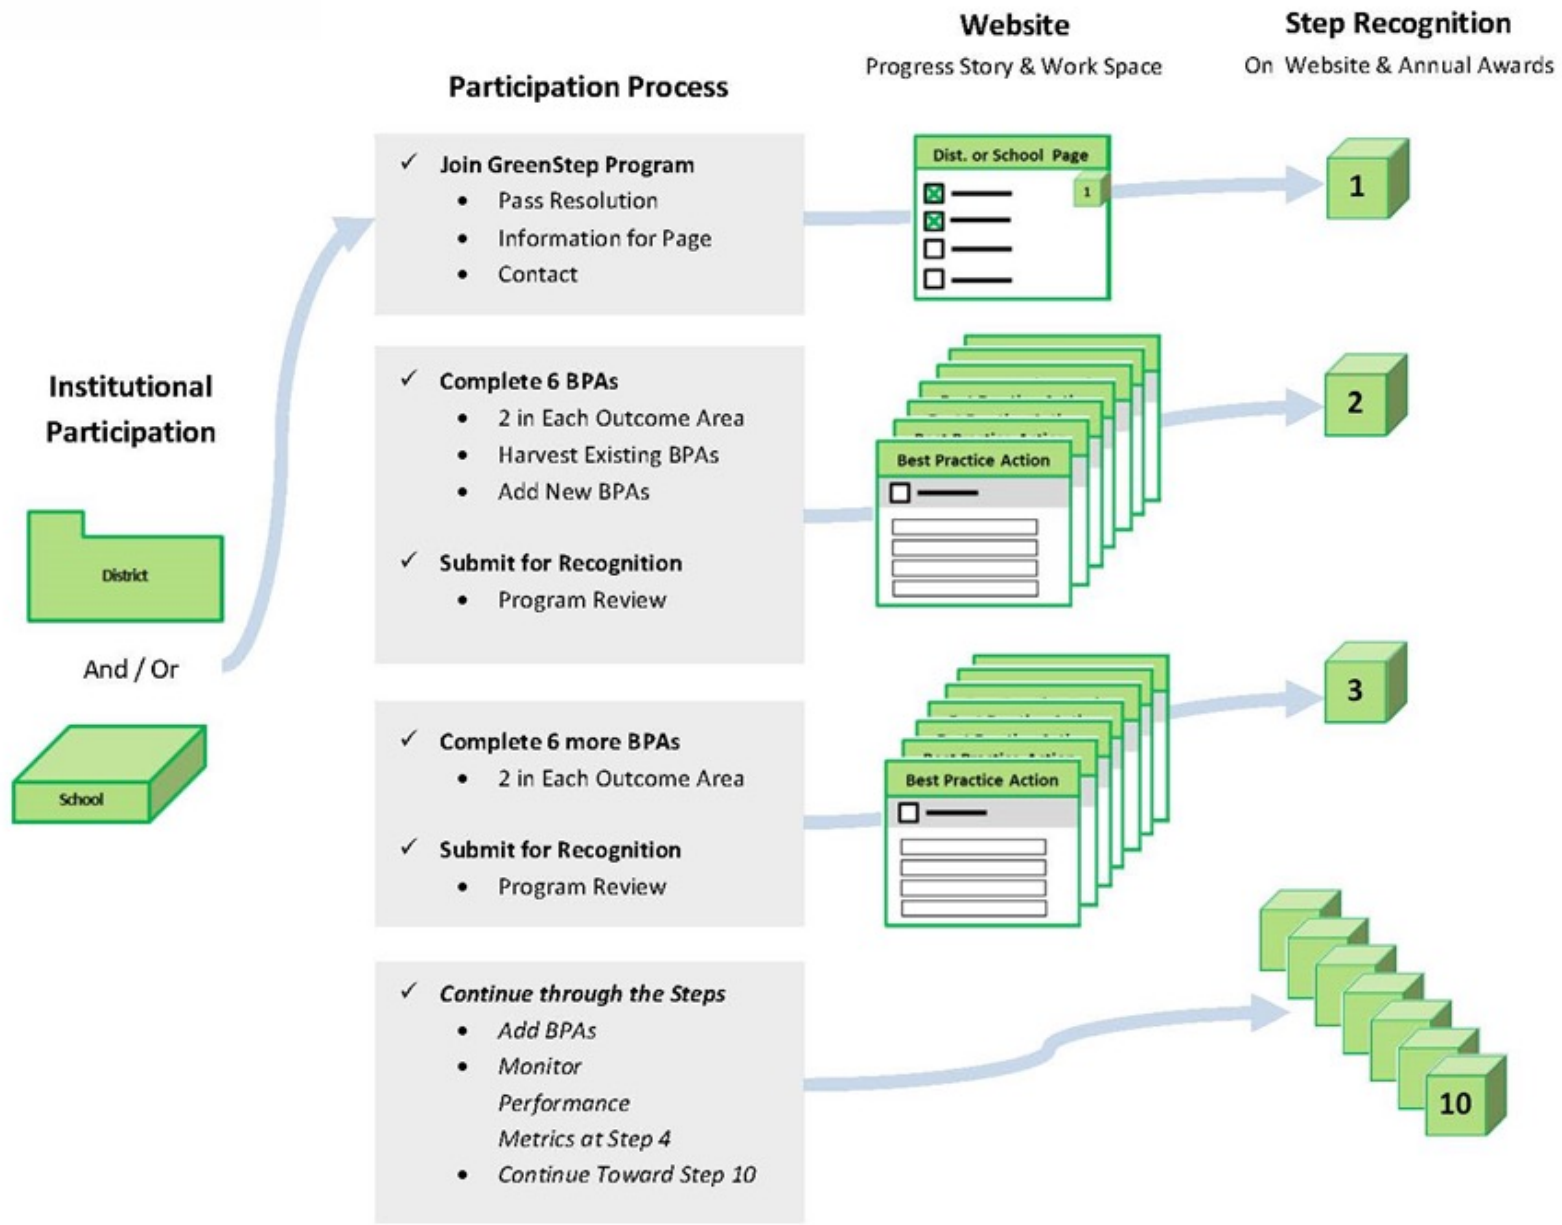 Website
Progress Story & Work Space
Step Recognition
On Website & Annual Awards
Participation Process
✓ Join GreenStep Program
• Pass Resolution
• Information for Page
• Contact
Dist. or School Page
1
1
Institutional
Participation
District
And / Or
School
✓ Complete 6 BPAs
• 2 in Each Outcome Area
• Harvest Existing BPAs
• Add New BPAs
✓ Submit for Recognition
• Program Review
Best Practice Action
2
✓ Complete 6 more BPAs
• 2 in Each Outcome Area
✓ Submit for Recognition
• Program Review
Best Practice Action
3
✓ Continue through the Steps
• Add BPAs
• Monitor
Performance
Metrics at Step 4
• Continue Toward Step 10
10